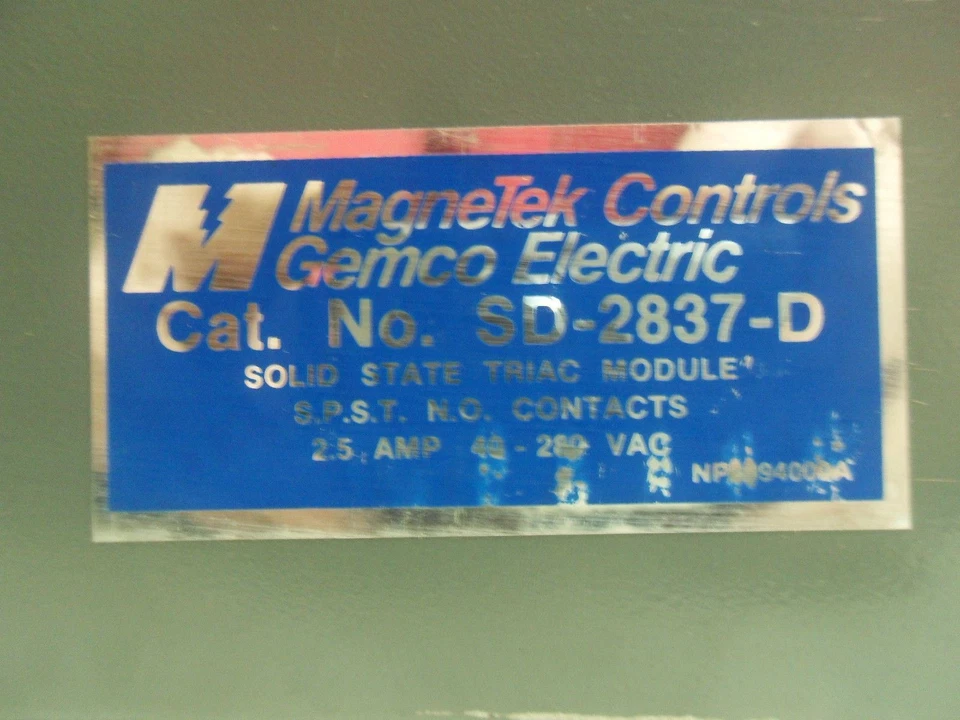 MagneTek Controls
Gemco Electric
Cat. No. SD-2837-D
SOLID STATE TRIAC MODULE
S.P.S.T. N.O. CONTACTS
2.5 AMP - VAC